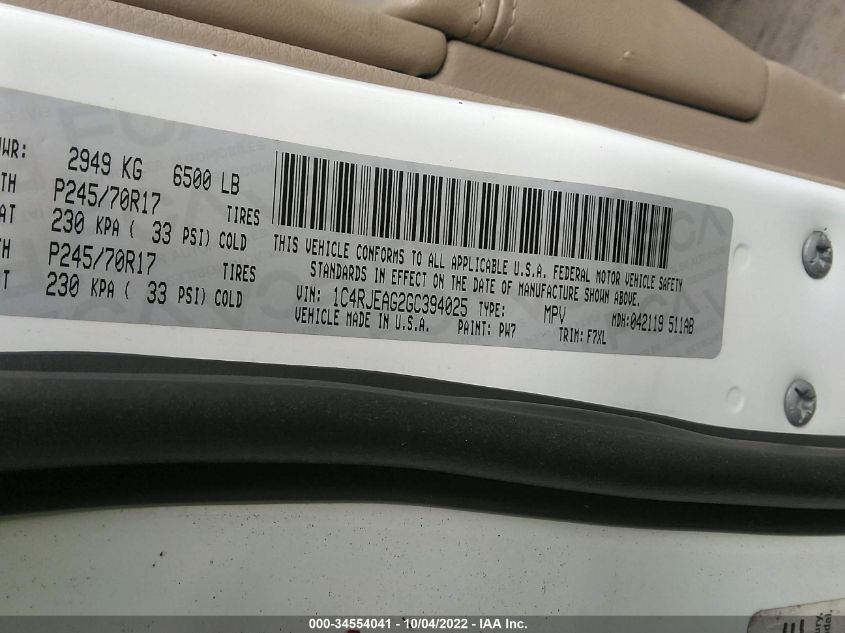 WR: 2949 KG 6500 LB
TH P245/70R17 TIRES
AT 230 KPA ( 33 PSI) COLD
TH P245/70R17 TIRES
T 230 KPA ( 33 PSI) COLD
THIS VEHICLE CONFORMS TO ALL APPLICABLE U.S.A. FEDERAL MOTOR VEHICLE SAFETY
STANDARDS IN EFFECT ON THE DATE OF MANUFACTURE SHOWN ABOVE.
VIN: 1C4RJEAG2GC394025 TYPE: MPV MDH:042119 511AB
VEHICLE MADE IN U.S.A. PAINT: PW7 TRIM: F7XL
000-34554041 - 10/04/2022 - IAA Inc.